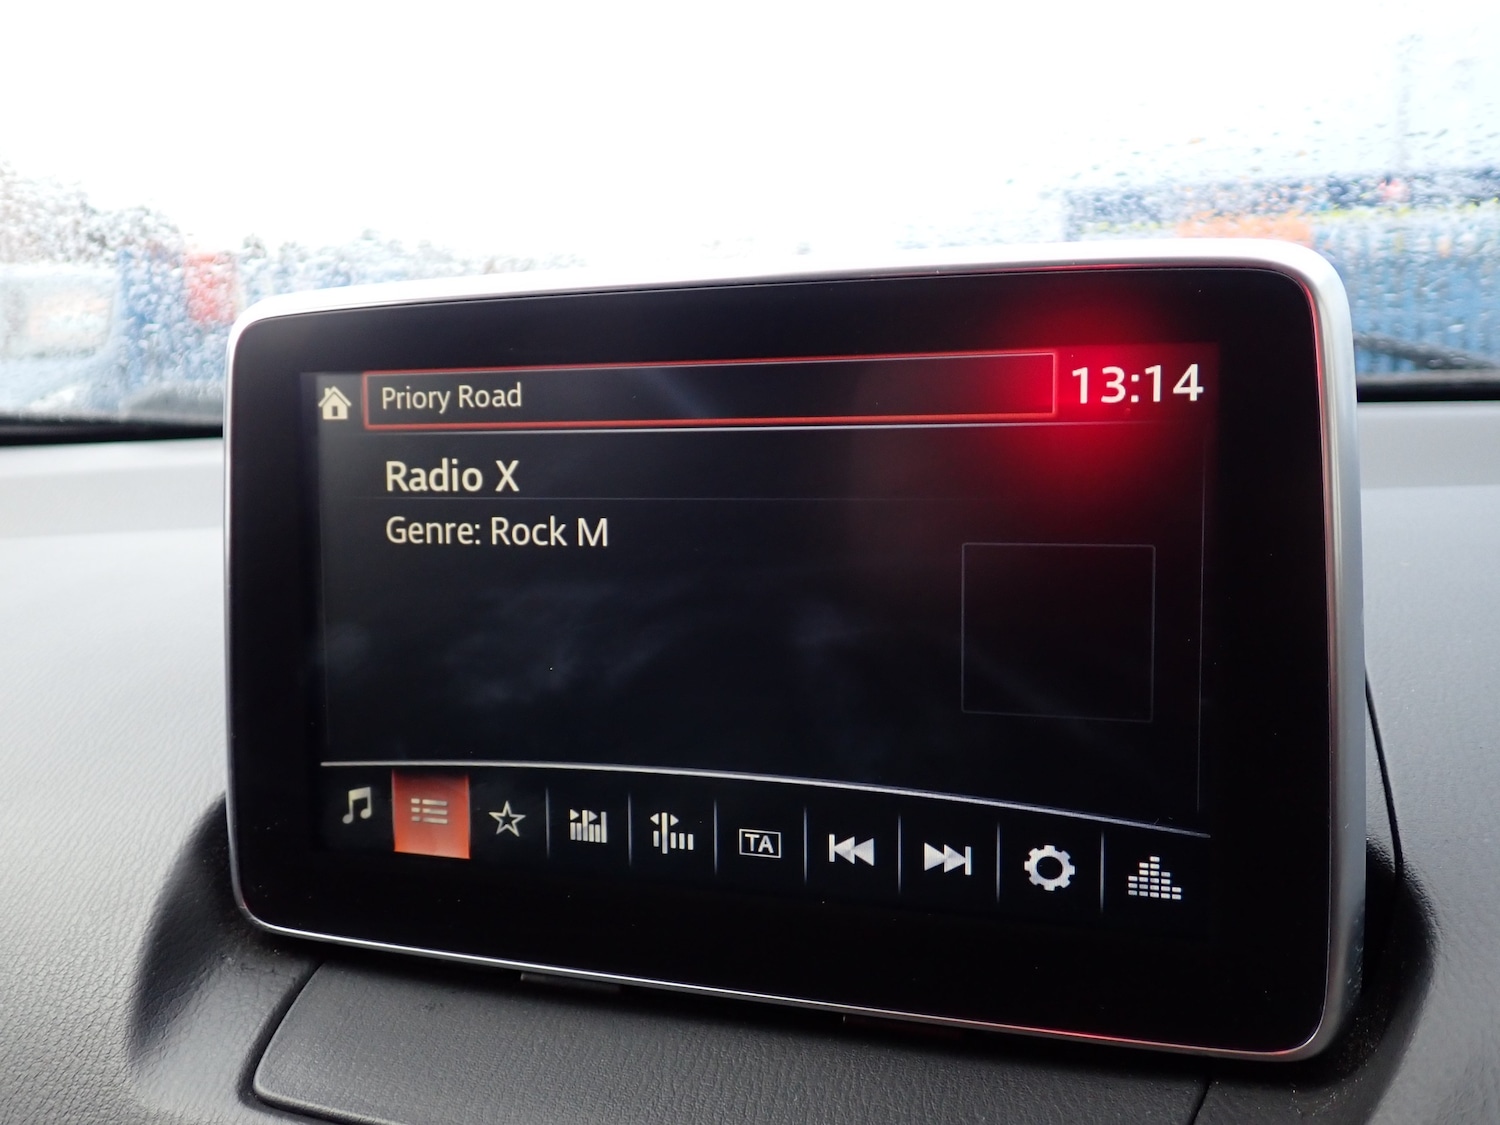 Priory Road
13:14
Radio X
Genre: Rock M
TA